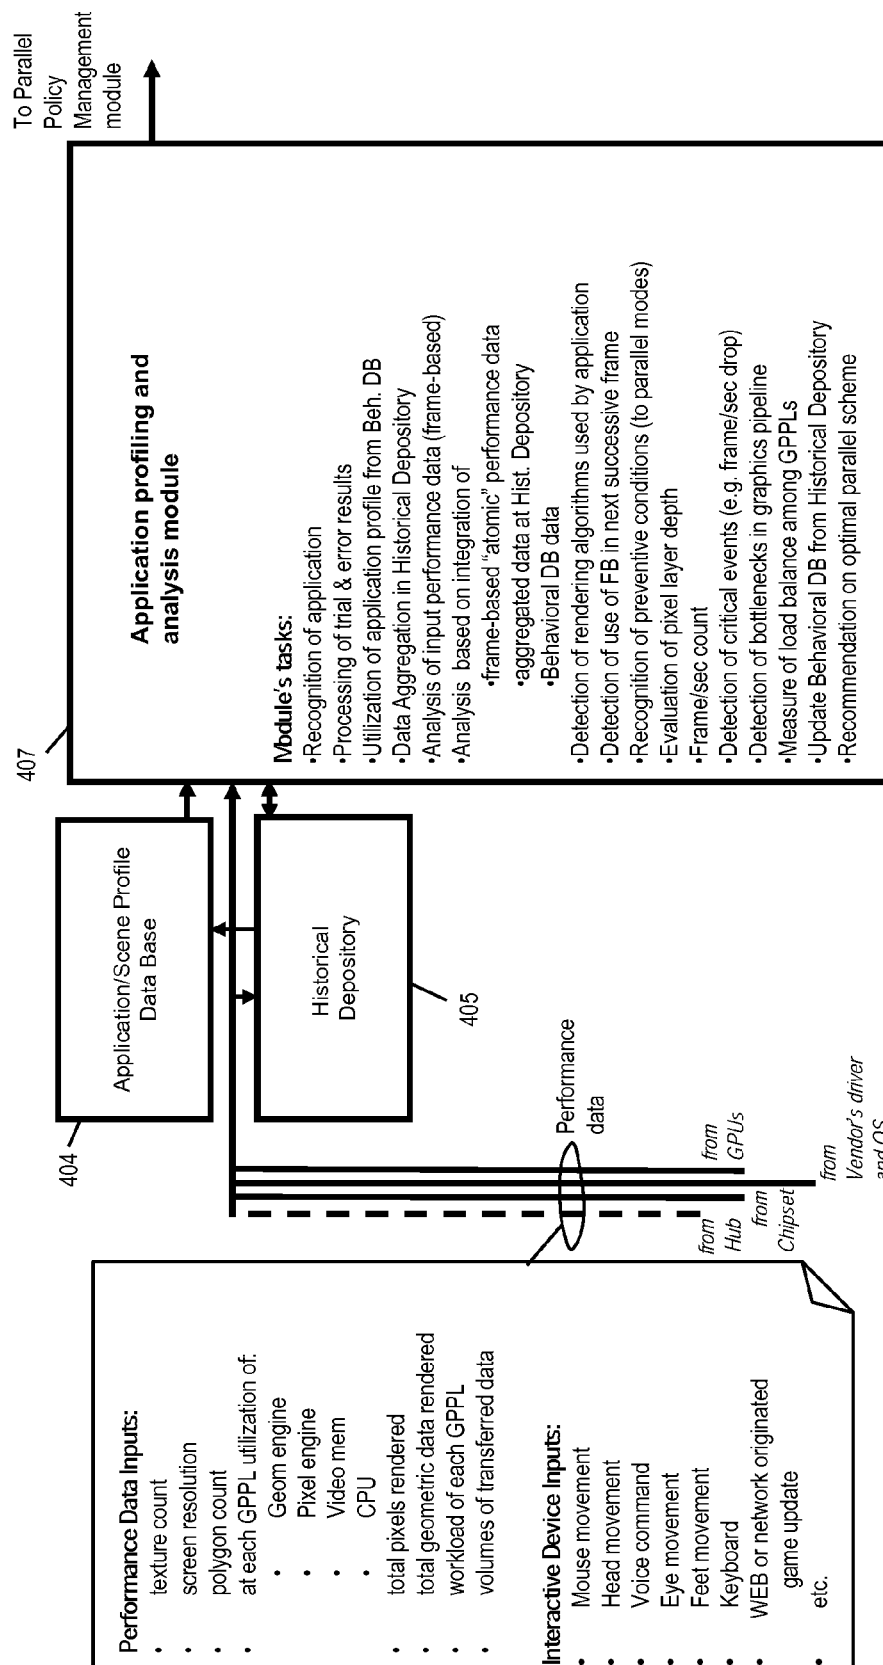 Performance Data Inputs:
• texture count
• screen resolution
• polygon count
• at each GPPL utilization of:
• Geom engine
• Pixel engine
• Video mem
• CPU
• total pixels rendered
• total geometric data rendered
• workload of each GPPL
• volumes of transferred data
Interactive Device Inputs:
• Mouse movement
• Head movement
• Voice command
• Eye movement
• Feet movement
• Keyboard
• WEB or network originated
game update
• etc.
404
Application/Scene Profile
Data Base
Historical
Depository
405
Performance
data
from
Hub
from
Chipset
from
GPUs
from
Vendor's driver
and OS
407
Application profiling and
analysis module
Module's tasks:
•Recognition of application
•Processing of trial & error results
•Utilization of application profile from Beh. DB
•Data Aggregation in Historical Depository
•Analysis of input performance data (frame-based)
•Analysis based on integration of
•frame-based "atomic" performance data
•aggregated data at Hist. Depository
•Behavioral DB data
•Detection of rendering algorithms used by application
•Detection of use of FB in next successive frame
•Recognition of preventive conditions (to parallel modes)
•Evaluation of pixel layer depth
•Frame/sec count
•Detection of critical events (e.g. frame/sec drop)
•Detection of bottlenecks in graphics pipeline
•Measure of load balance among GPPLs
•Update Behavioral DB from Historical Depository
•Recommendation on optimal parallel scheme
To Parallel
Policy
Management
module